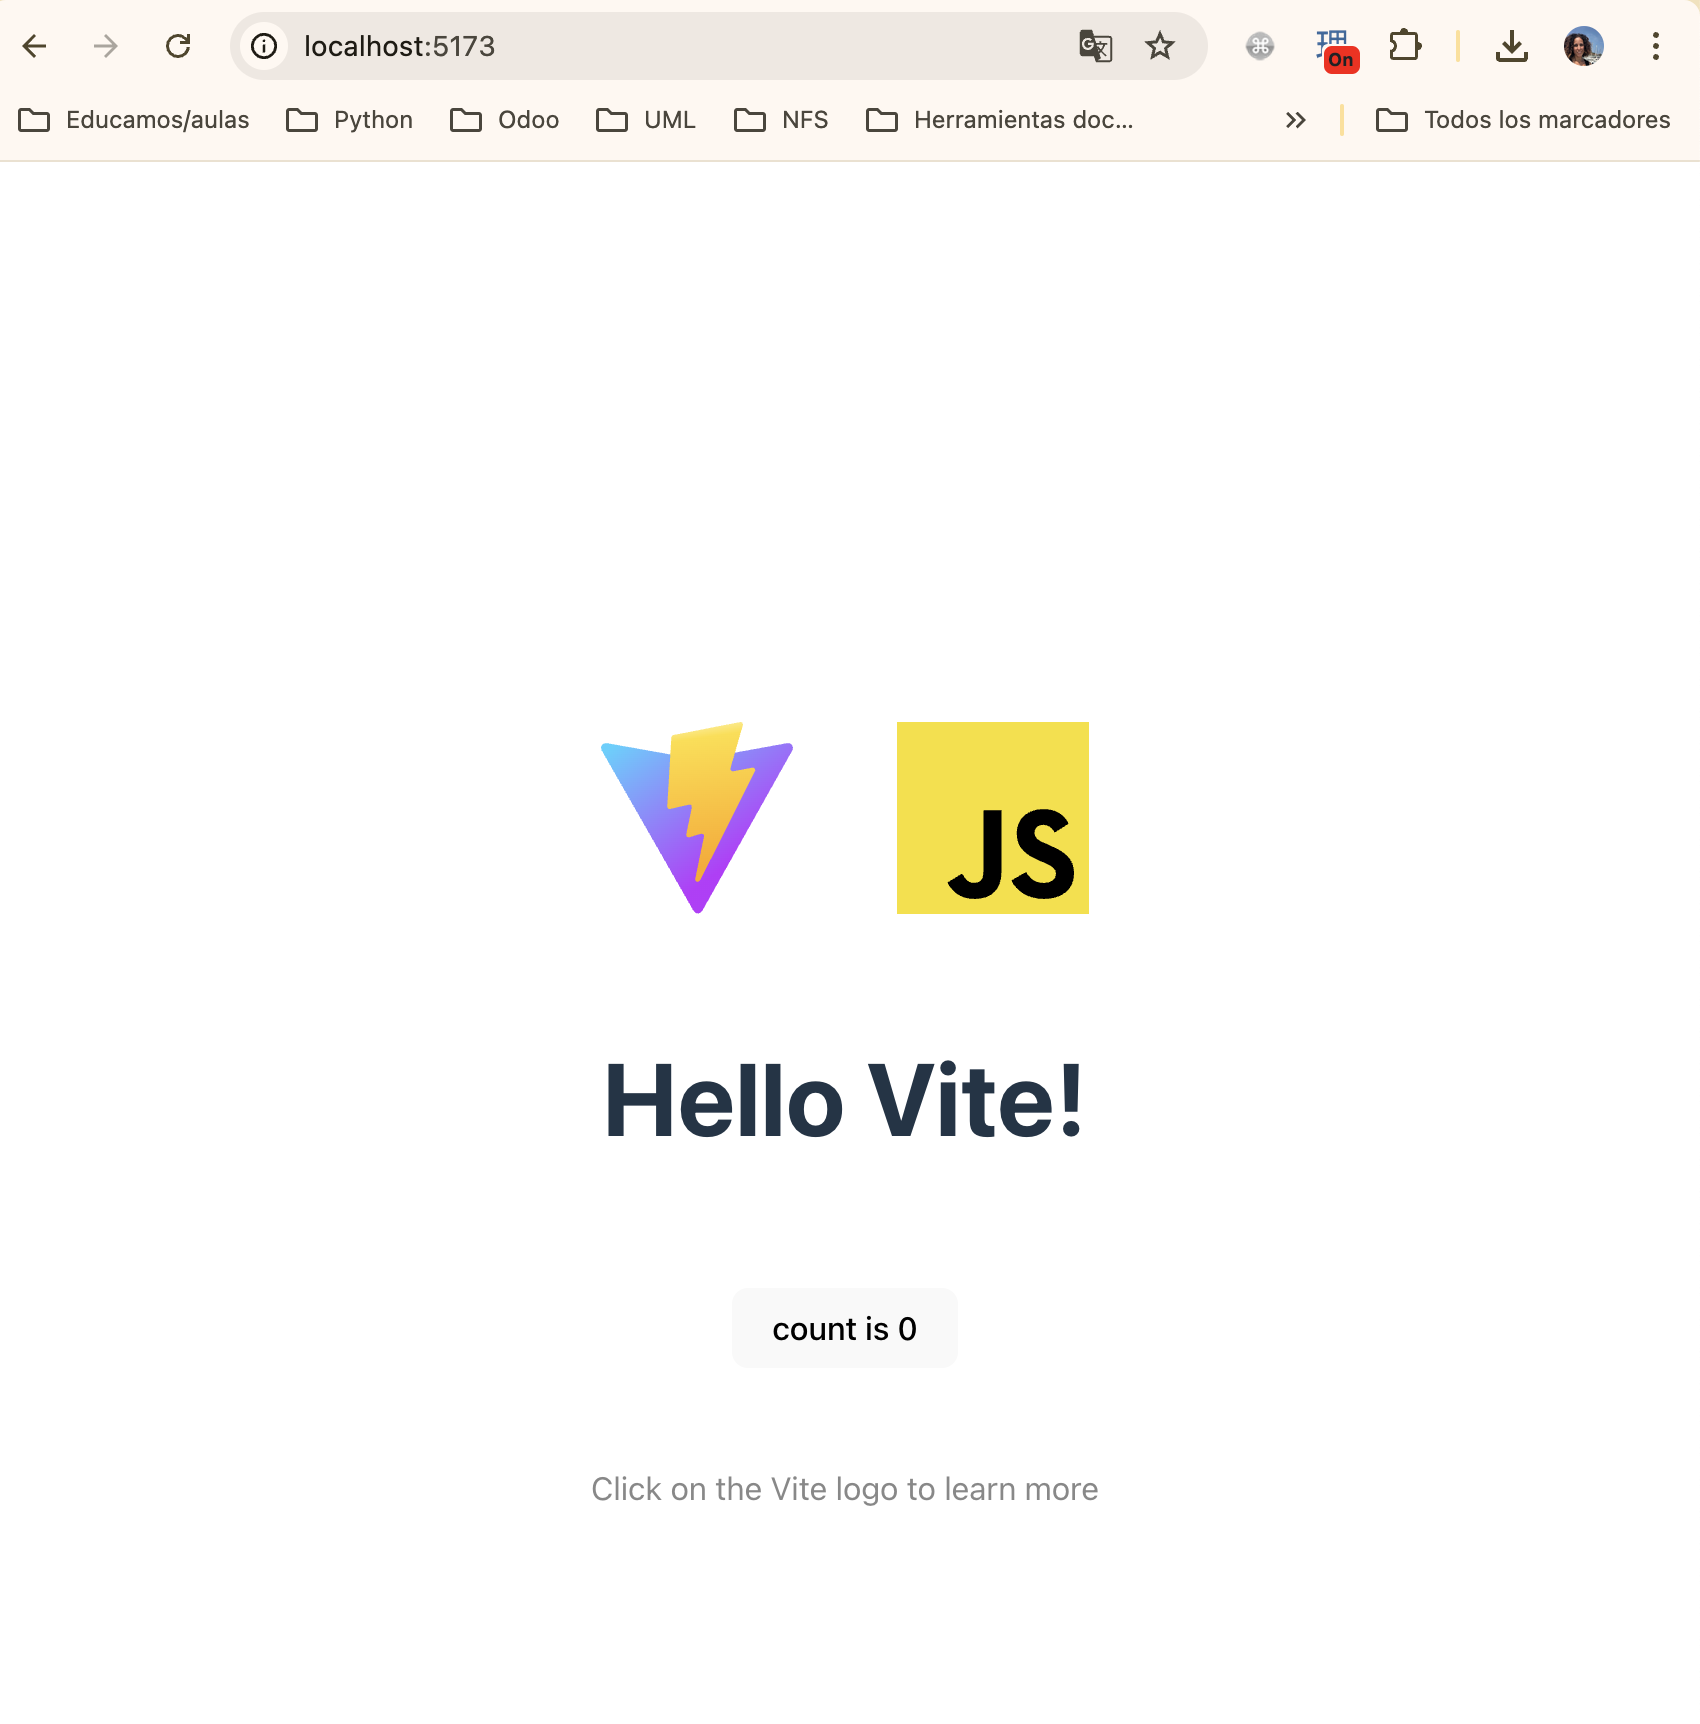 localhost:5173
On
Educamos/aulas Python Odoo UML NFS Herramientas doc... Todos los marcadores
JS
Hello Vite!
count is 0
Click on the Vite logo to learn more